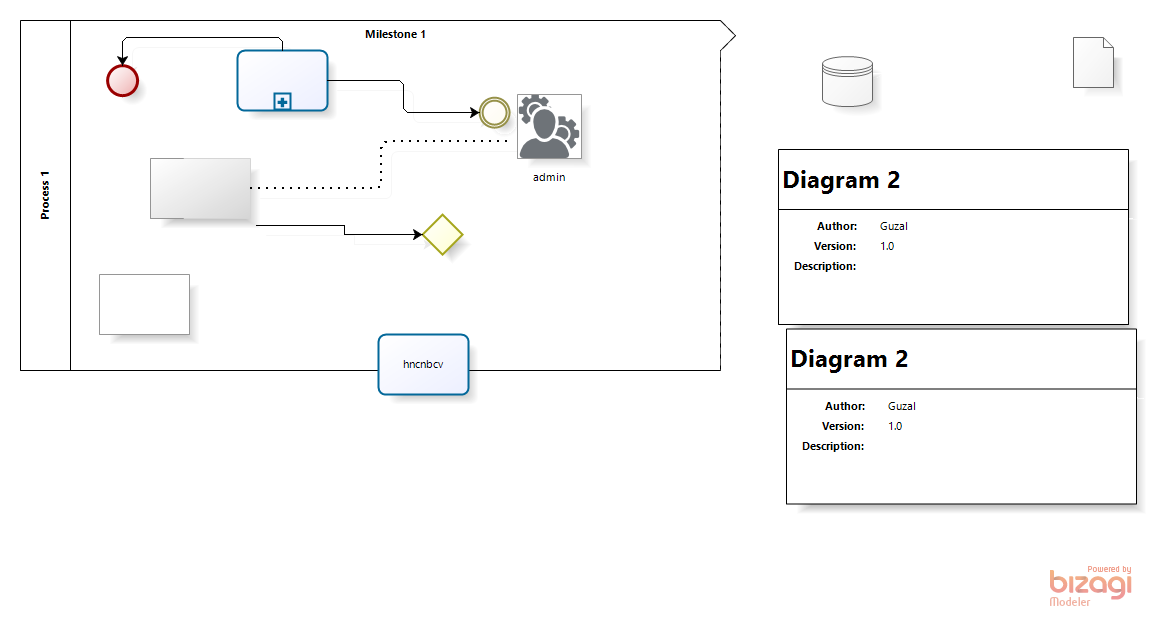 Milestone 1
Process 1
admin
hncnbcv
Diagram 2
Author: Guzal
Version: 1.0
Description:
Diagram 2
Author: Guzal
Version: 1.0
Description:
Powered by
bizagi
Modeler